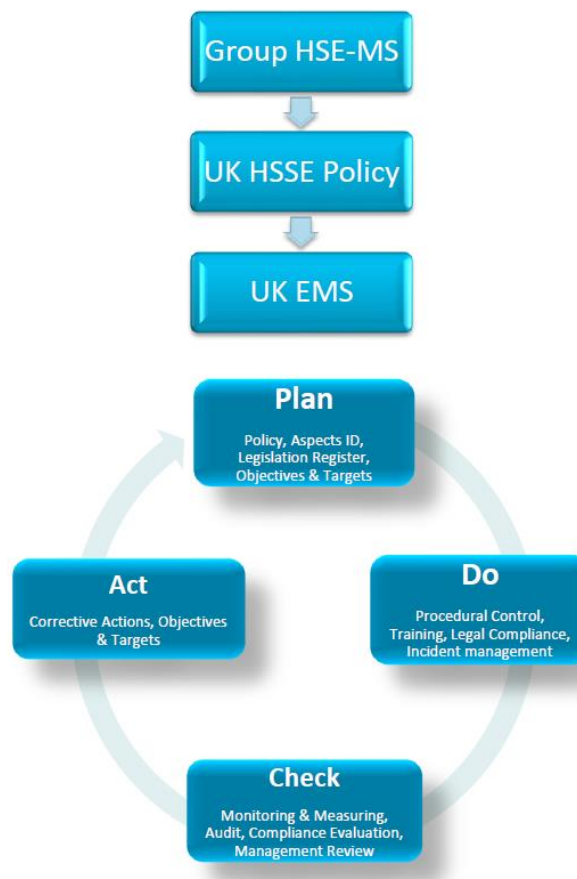 Group HSE-MS
UK HSSE Policy
UK EMS
Plan
Policy, Aspects ID,
Legislation Register,
Objectives & Targets
Do
Procedural Control,
Training, Legal Compliance,
Incident management
Check
Monitoring & Measuring,
Audit, Compliance Evaluation,
Management Review
Act
Corrective Actions, Objectives
& Targets